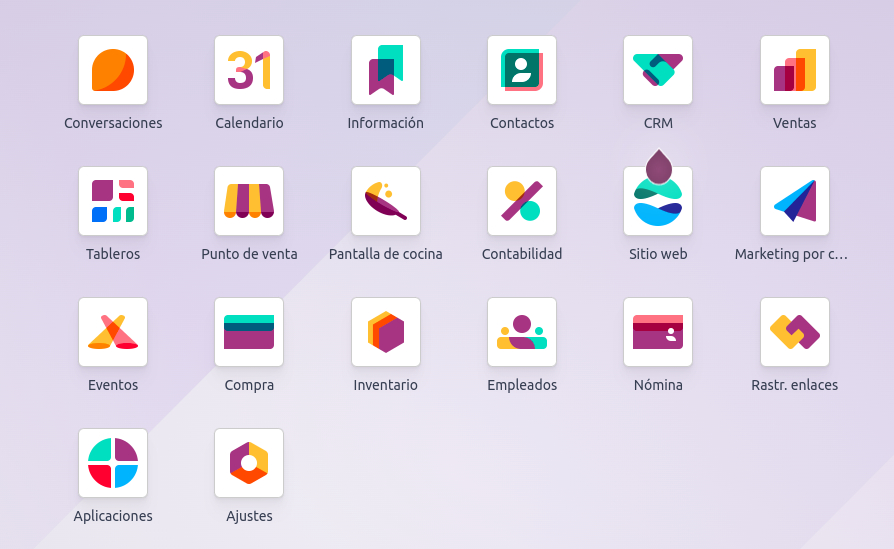 31
Conversaciones
Calendario
Información
Contactos
CRM
Ventas
Tableros
Punto de venta
Pantalla de cocina
Contabilidad
Sitio web
Marketing por c...
Eventos
Compra
Inventario
Empleados
Nómina
Rastr. enlaces
Aplicaciones
Ajustes